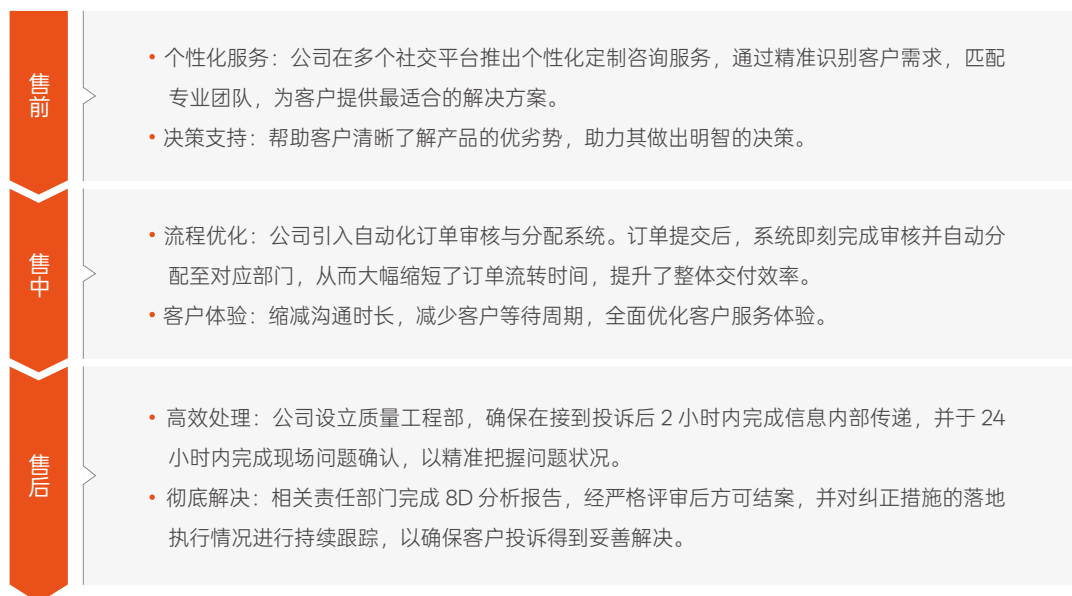 售前
• 个性化服务：公司在多个社交平台推出个性化定制咨询服务，通过精准识别客户需求，匹配
专业团队，为客户提供最适合的解决方案。
• 决策支持：帮助客户清晰了解产品的优劣势，助力其做出明智的决策。
售中
• 流程优化：公司引入自动化订单审核与分配系统。订单提交后，系统即刻完成审核并自动分
配至对应部门，从而大幅缩短了订单流转时间，提升了整体交付效率。
• 客户体验：缩减沟通时长，减少客户等待周期，全面优化客户服务体验。
售后
• 高效处理：公司设立质量工程部，确保在接到投诉后 2 小时内完成信息内部传递，并于 24
小时内完成现场问题确认，以精准把握问题状况。
• 彻底解决：相关责任部门完成 8D 分析报告，经严格评审后方可结案，并对纠正措施的落地
执行情况进行持续跟踪，以确保客户投诉得到妥善解决。